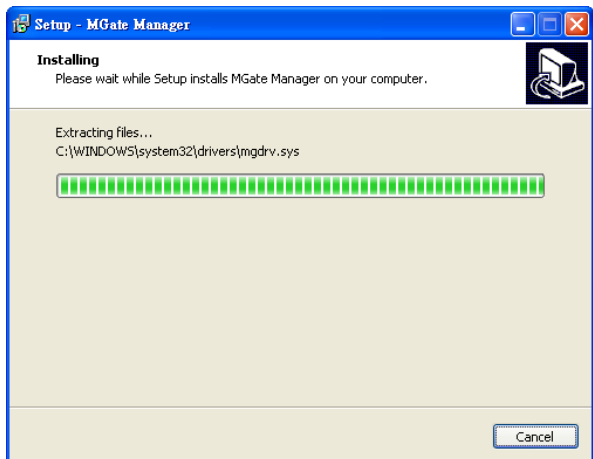 Setup - MGate Manager
Installing
Please wait while Setup installs MGate Manager on your computer.
Extracting files...
C:\WINDOWS\system32\drivers\mgdrv.sys
Cancel